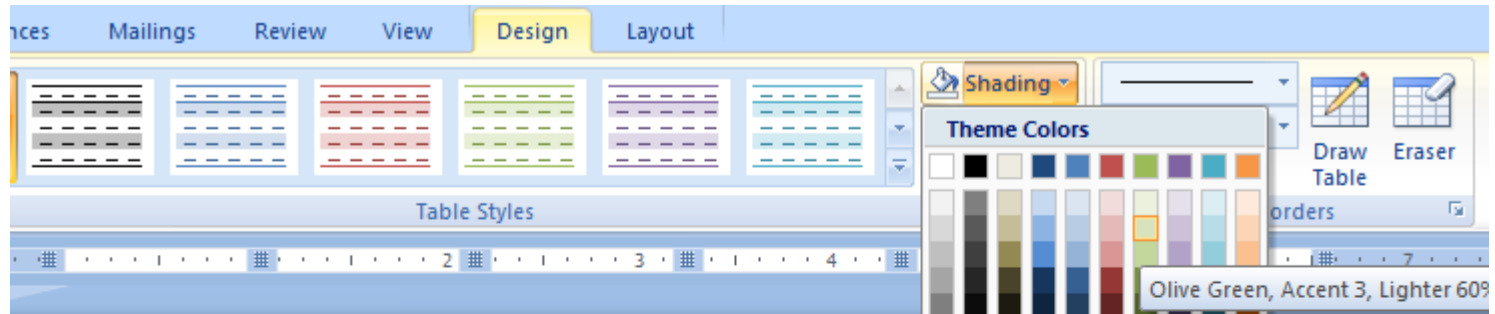 nces Mailings Review View Design Layout
Shading
Theme Colors
Draw Table Eraser
Table Styles orders
2 3 4 7
Olive Green, Accent 3, Lighter 60%